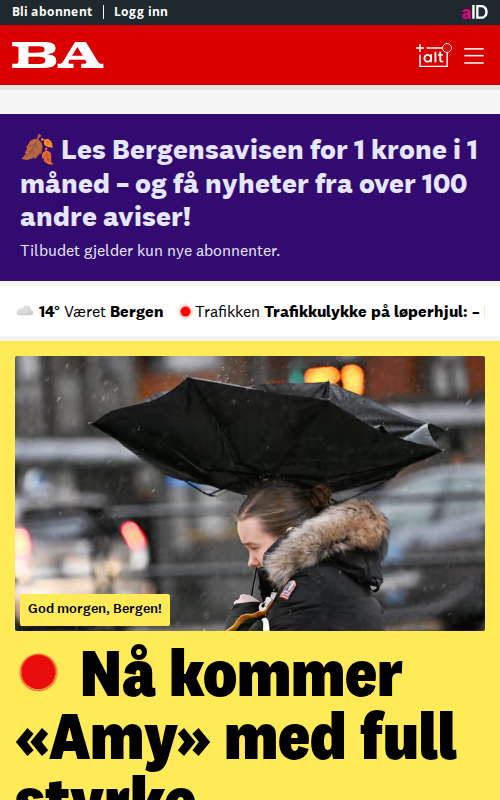 Bli abonnent | Logg inn
aID
BA
alt
Les Bergensavisen for 1 krone i 1
måned – og få nyheter fra over 100
andre aviser!
Tilbudet gjelder kun nye abonnenter.
14° Været Bergen Trafikken Trafikkulykke på løperhjul: –
God morgen, Bergen!
Nå kommer
«Amy» med full
styrke